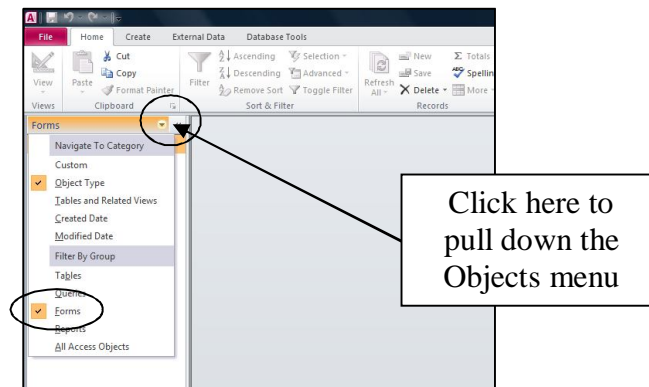 A
File Home Create External Data Database Tools
View
Views
Paste
Cut
Copy
Format Painter
Clipboard
Filter
Ascending
Descending
Remove Sort
Selection
Advanced
Toggle Filter
Sort & Filter
Refresh
All
New
Save
Delete
Totals
Spellin
More
Records
Forms
Navigate To Category
Custom
Object Type
Tables and Related Views
Created Date
Modified Date
Filter By Group
Tables
Queries
Forms
Reports
All Access Objects
Click here to
pull down the
Objects menu